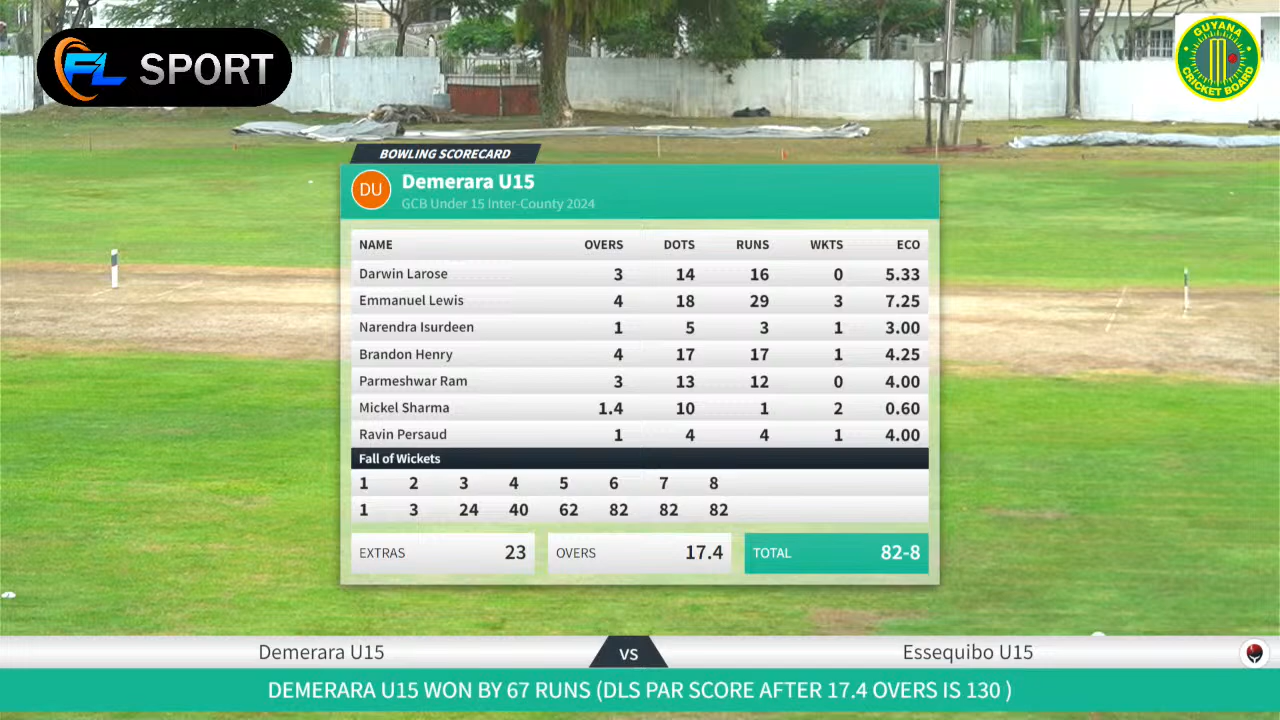 FL SPORT
GUYANA
CRICKET BOARD
BOWLING SCORECARD
DU
Demerara U15
GCB Under 15 Inter-County 2024
NAME OVERS DOTS RUNS WKTS ECO
Darwin Larose 3 14 16 0 5.33
Emmanuel Lewis 4 18 29 3 7.25
Narendra Isurdeen 1 5 3 1 3.00
Brandon Henry 4 17 17 1 4.25
Parmeshwar Ram 3 13 12 0 4.00
Mickel Sharma 1.4 10 1 2 0.60
Ravin Persaud 1 4 4 1 4.00
Fall of Wickets
1 2 3 4 5 6 7 8
1 3 24 40 62 82 82 82
EXTRAS 23 OVERS 17.4 TOTAL 82-8
Demerara U15 VS Essequibo U15
DEMERARA U15 WON BY 67 RUNS (DLS PAR SCORE AFTER 17.4 OVERS IS 130 )